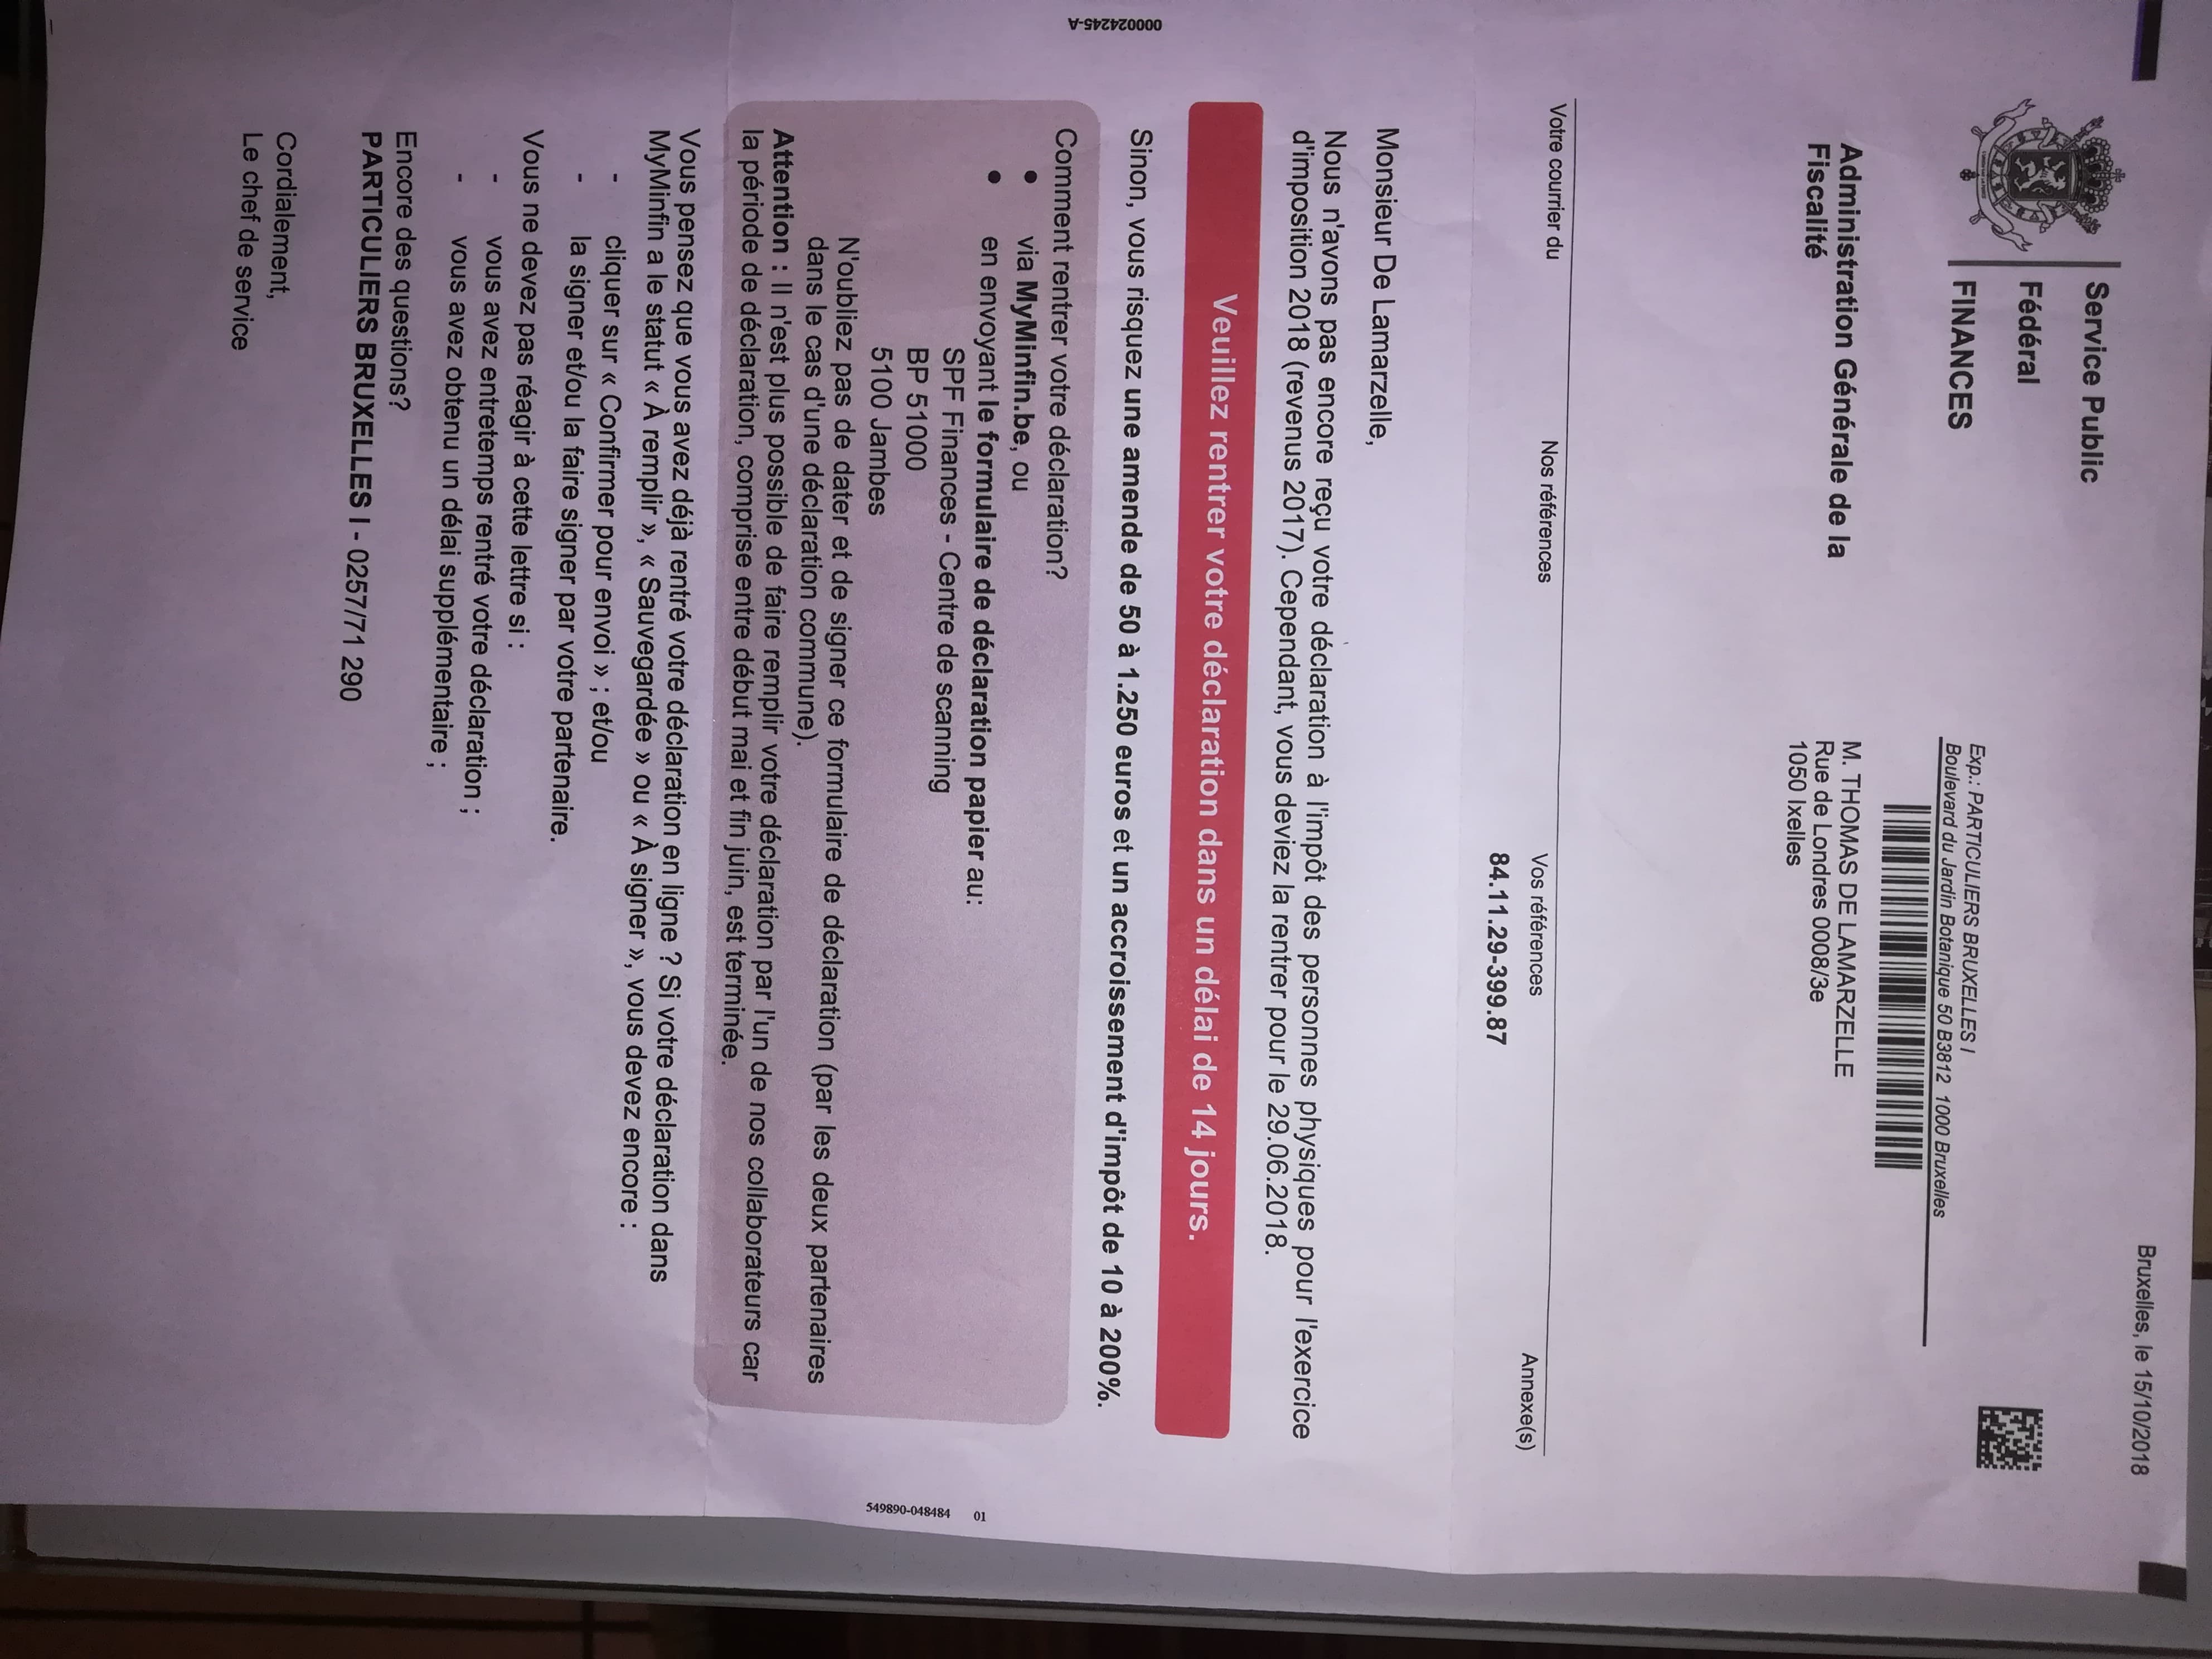 Bruxelles, le 15/10/2018
Service Public
Fédéral
FINANCES
Administration Générale de la
Fiscalité
Exp.: PARTICULIERS BRUXELLES I
Boulevard du Jardin Botanique 50 B3812 1000 Bruxelles
M. THOMAS DE LAMARZELLE
Rue de Londres 0008/3e
1050 Ixelles
Votre courrier du Nos références Vos références Annexe(s)
84.11.29-399.87
Monsieur De Lamarzelle,
Nous n'avons pas encore reçu votre déclaration à l'impôt des personnes physiques pour l'exercice
d'imposition 2018 (revenus 2017). Cependant, vous deviez la rentrer pour le 29.06.2018.
Veuillez rentrer votre déclaration dans un délai de 14 jours.
Sinon, vous risquez une amende de 50 à 1.250 euros et un accroissement d'impôt de 10 à 200%.
000024245-A
Comment rentrer votre déclaration?
• via MyMinfin.be, ou
• en envoyant le formulaire de déclaration papier au:
SPF Finances - Centre de scanning
BP 51000
5100 Jambes
N'oubliez pas de dater et de signer ce formulaire de déclaration (par les deux partenaires
dans le cas d'une déclaration commune).
Attention : Il n'est plus possible de faire remplir votre déclaration par l'un de nos collaborateurs car
la période de déclaration, comprise entre début mai et fin juin, est terminée.
549890-048484 01
Vous pensez que vous avez déjà rentré votre déclaration en ligne ? Si votre déclaration dans
MyMinfin a le statut « À remplir », « Sauvegardée » ou « À signer », vous devez encore :
- cliquer sur « Confirmer pour envoi » ; et/ou
- la signer et/ou la faire signer par votre partenaire.
Vous ne devez pas réagir à cette lettre si :
- vous avez entretemps rentré votre déclaration ;
- vous avez obtenu un délai supplémentaire ;
Encore des questions?
PARTICULIERS BRUXELLES I - 0257/71 290
Cordialement,
Le chef de service